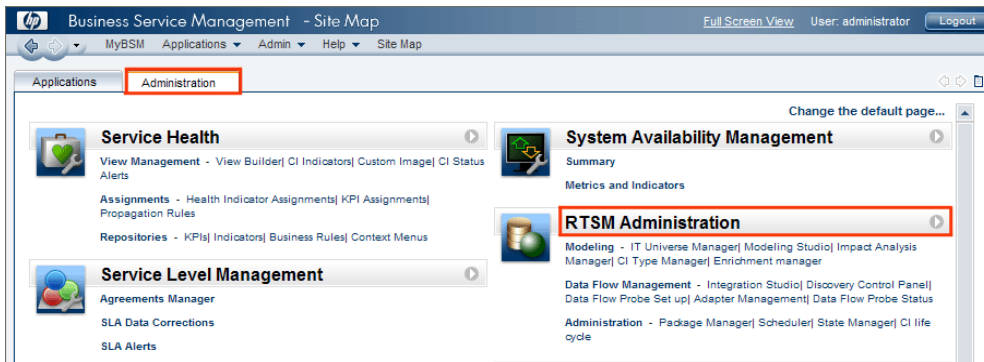 hp Business Service Management - Site Map
Full Screen View User: administrator Logout
MyBSM Applications Admin Help Site Map
Applications Administration
Change the default page...
Service Health
View Management - View Builder| CI Indicators| Custom Image| CI Status
Alerts
Assignments - Health Indicator Assignments| KPI Assignments|
Propagation Rules
Repositories - KPIs| Indicators| Business Rules| Context Menus
Service Level Management
Agreements Manager
SLA Data Corrections
SLA Alerts
System Availability Management
Summary
Metrics and Indicators
RTSM Administration
Modeling - IT Universe Manager| Modeling Studio| Impact Analysis
Manager| CI Type Manager| Enrichment manager
Data Flow Management - Integration Studio| Discovery Control Panel|
Data Flow Probe Set up| Adapter Management| Data Flow Probe Status
Administration - Package Manager| Scheduler| State Manager| CI life
cycle